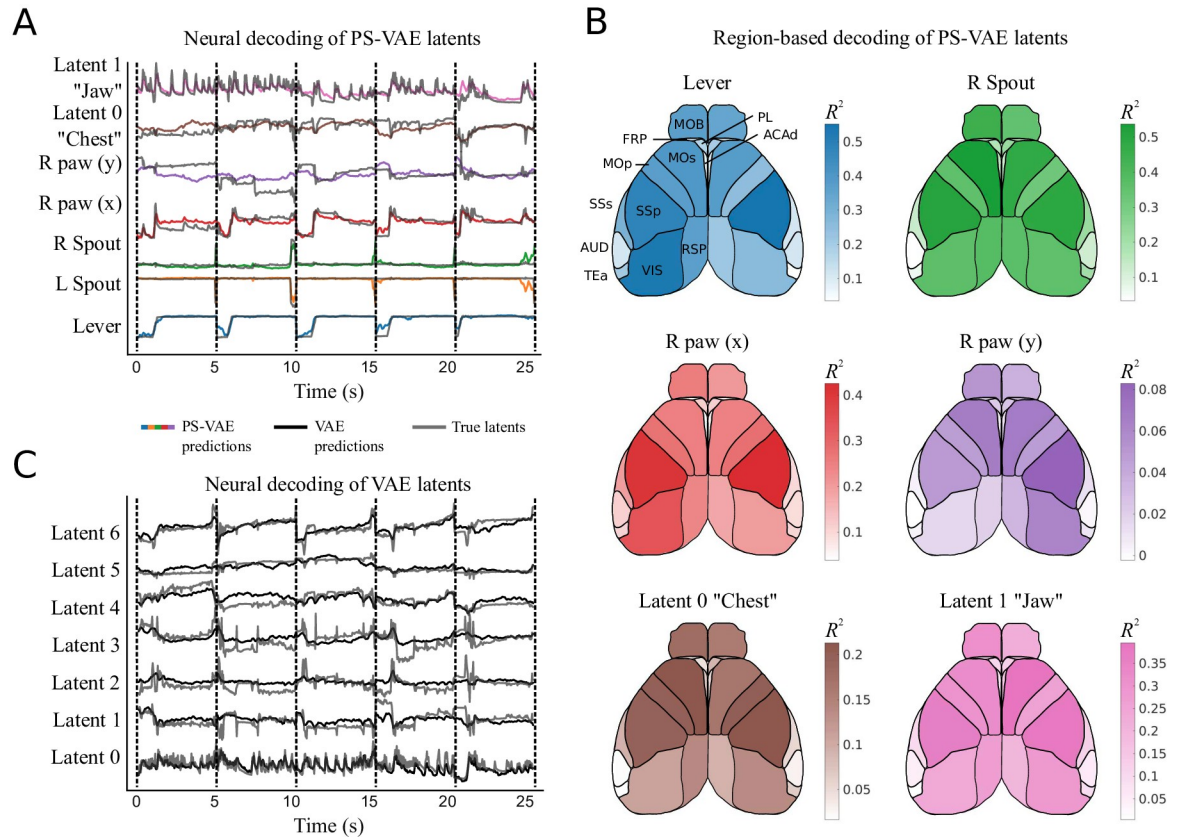 A
Neural decoding of PS-VAE latents
Latent 1
"Jaw"
Latent 0
"Chest"
R paw (y)
R paw (x)
R Spout
L Spout
Lever
0 5 10 15 20 25
Time (s)
PS-VAE predictions
VAE predictions
True latents
C
Neural decoding of VAE latents
Latent 6
Latent 5
Latent 4
Latent 3
Latent 2
Latent 1
Latent 0
0 5 10 15 20 25
Time (s)
B
Region-based decoding of PS-VAE latents
Lever
MOB
FRP
PL
ACAd
MOp
MOs
SSs
SSp
AUD
RSP
TEa
VIS
R²
0.5
0.4
0.3
0.2
0.1
R Spout
R²
0.5
0.4
0.3
0.2
0.1
R paw (x)
R²
0.4
0.3
0.2
0.1
R paw (y)
R²
0.08
0.06
0.04
0.02
0
Latent 0 "Chest"
R²
0.2
0.15
0.1
0.05
Latent 1 "Jaw"
R²
0.35
0.3
0.25
0.20
0.15
0.10
0.05